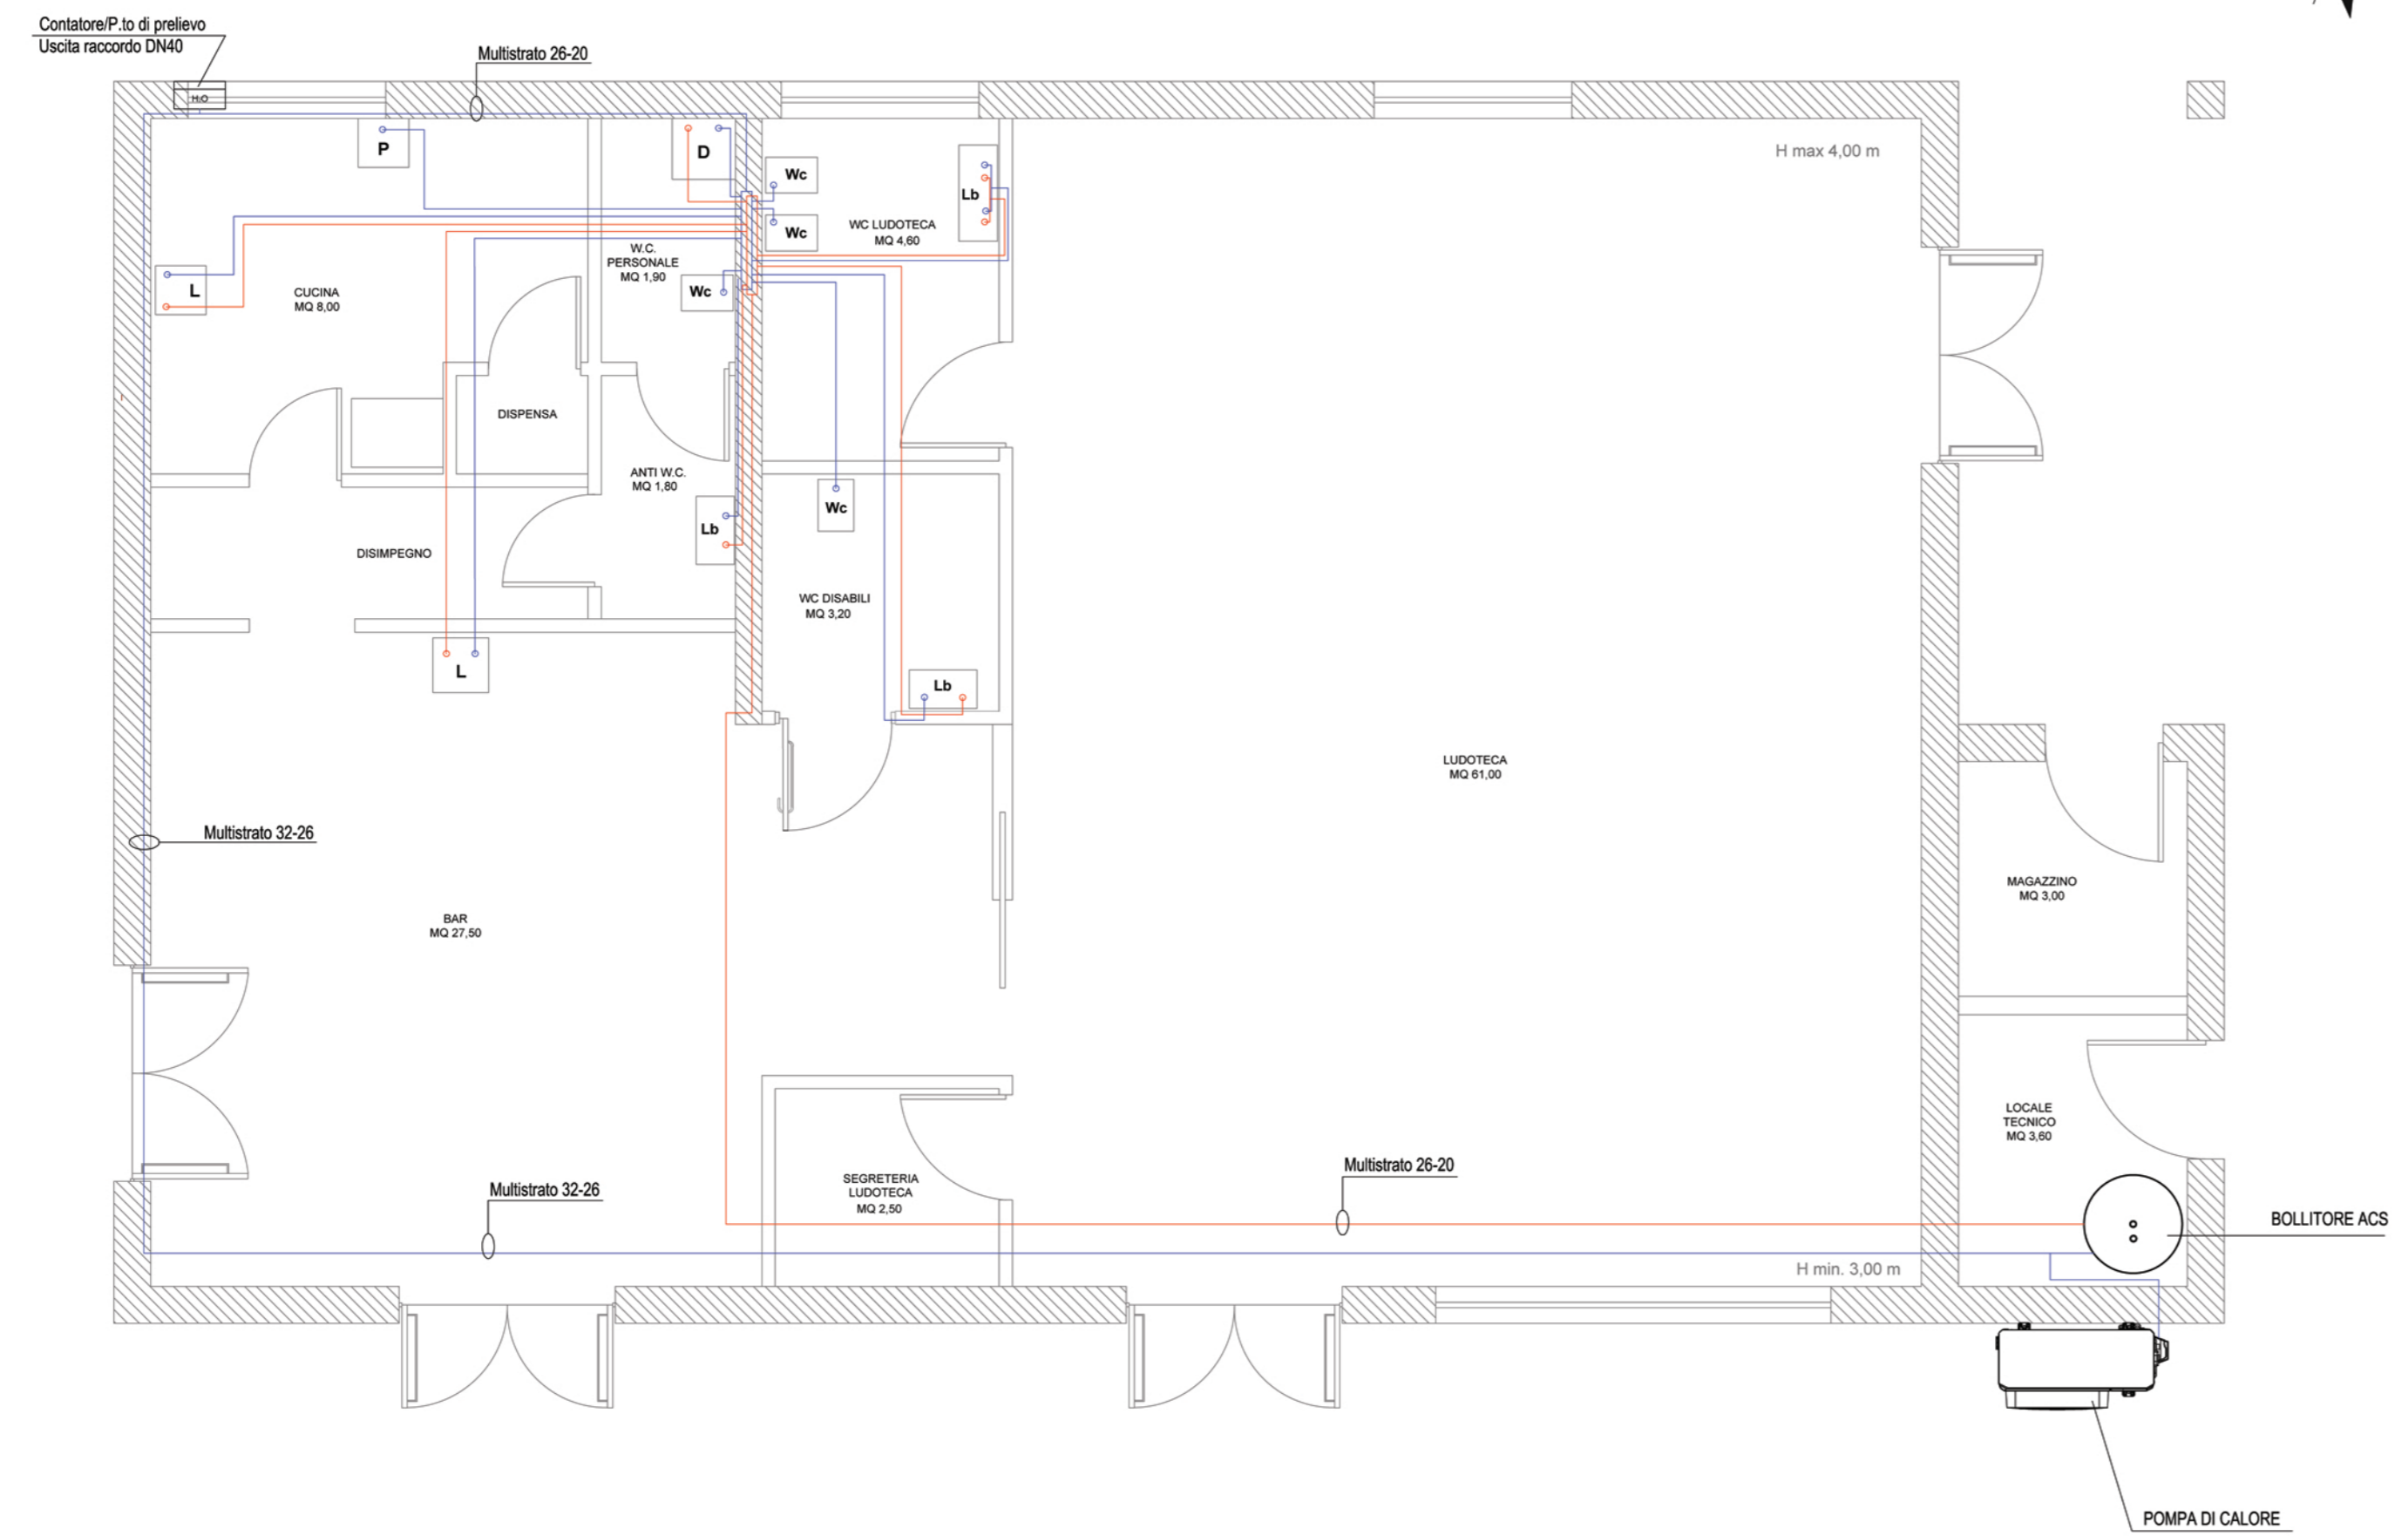 Contatore/P.to di prelievo
Uscita raccordo DN40
Multistrato 26-20
H2O
P
D
Wc
Wc
Lb
WC LUDOTECA
MQ 4,60
H max 4,00 m
L
CUCINA
MQ 8,00
W.C.
PERSONALE
MQ 1,90
Wc
DISPENSA
ANTI W.C.
MQ 1,80
Lb
Wc
DISIMPEGNO
WC DISABILI
MQ 3,20
L
Lb
LUDOTECA
MQ 61,00
Multistrato 32-26
BAR
MQ 27,50
MAGAZZINO
MQ 3,00
LOCALE
TECNICO
MQ 3,60
Multistrato 32-26
SEGRETERIA
LUDOTECA
MQ 2,50
Multistrato 26-20
BOLLITORE ACS
H min. 3,00 m
POMPA DI CALORE